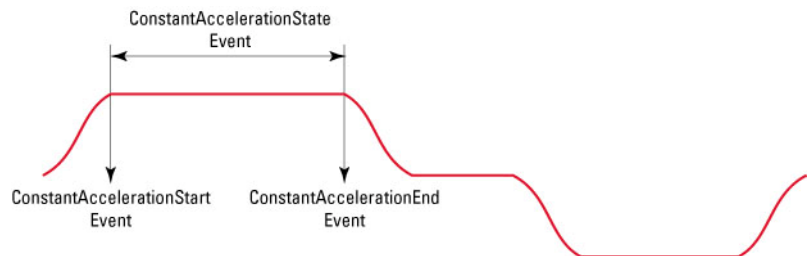 ConstantAccelerationState
Event
ConstantAccelerationStart
Event
ConstantAccelerationEnd
Event